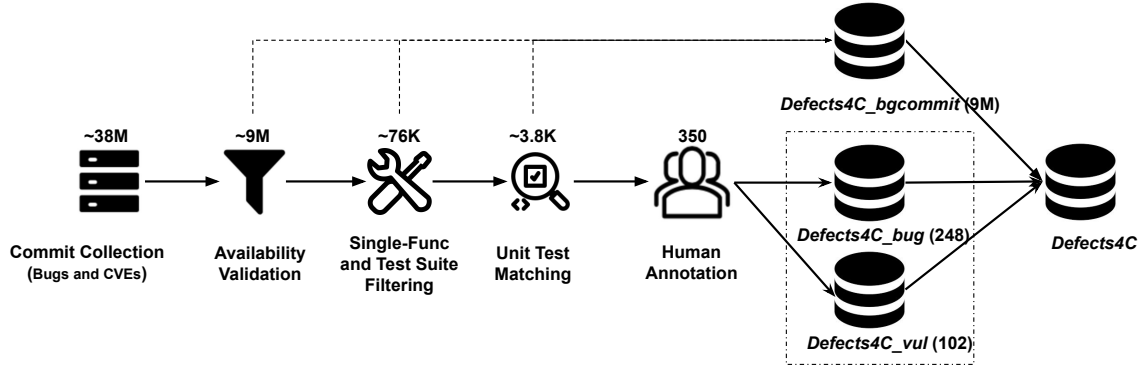 ~38M
Commit Collection
(Bugs and CVEs)
~9M
Availability
Validation
~76K
Single-Func
and Test Suite
Filtering
~3.8K
Unit Test
Matching
350
Human
Annotation
Defects4C_bgcommit (9M)
Defects4C_bug (248)
Defects4C_vul (102)
Defects4C